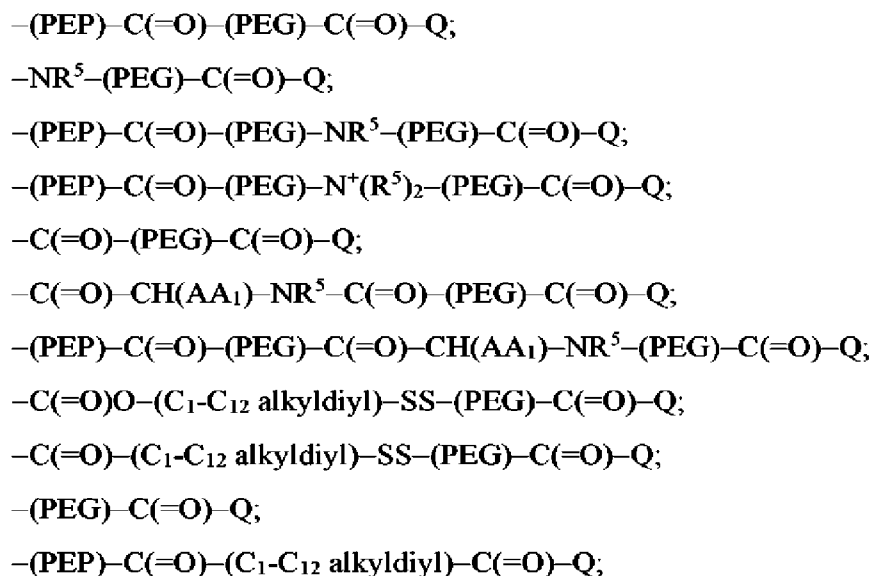 –(PEP)–C(=O)–(PEG)–C(=O)–Q;
–NR⁵–(PEG)–C(=O)–Q;
–(PEP)–C(=O)–(PEG)–NR⁵–(PEG)–C(=O)–Q;
–(PEP)–C(=O)–(PEG)–N⁺(R⁵)₂–(PEG)–C(=O)–Q;
–C(=O)–(PEG)–C(=O)–Q;
–C(=O)–CH(AA₁)–NR⁵–C(=O)–(PEG)–C(=O)–Q;
–(PEP)–C(=O)–(PEG)–C(=O)–CH(AA₁)–NR⁵–(PEG)–C(=O)–Q;
–C(=O)O–(C₁-C₁₂ alkyldiyl)–SS–(PEG)–C(=O)–Q;
–C(=O)–(C₁-C₁₂ alkyldiyl)–SS–(PEG)–C(=O)–Q;
–(PEG)–C(=O)–Q;
–(PEP)–C(=O)–(C₁-C₁₂ alkyldiyl)–C(=O)–Q;